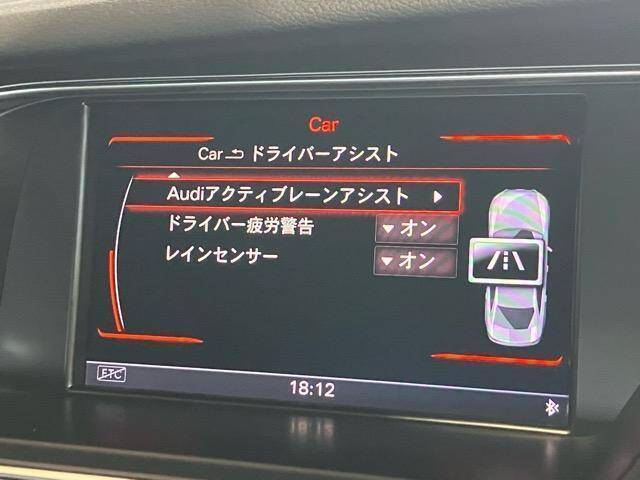 Car
Car ドライバーアシスト
Audiアクティブレーンアシスト
ドライバー疲労警告 オン
レインセンサー オン
ETC
18:12